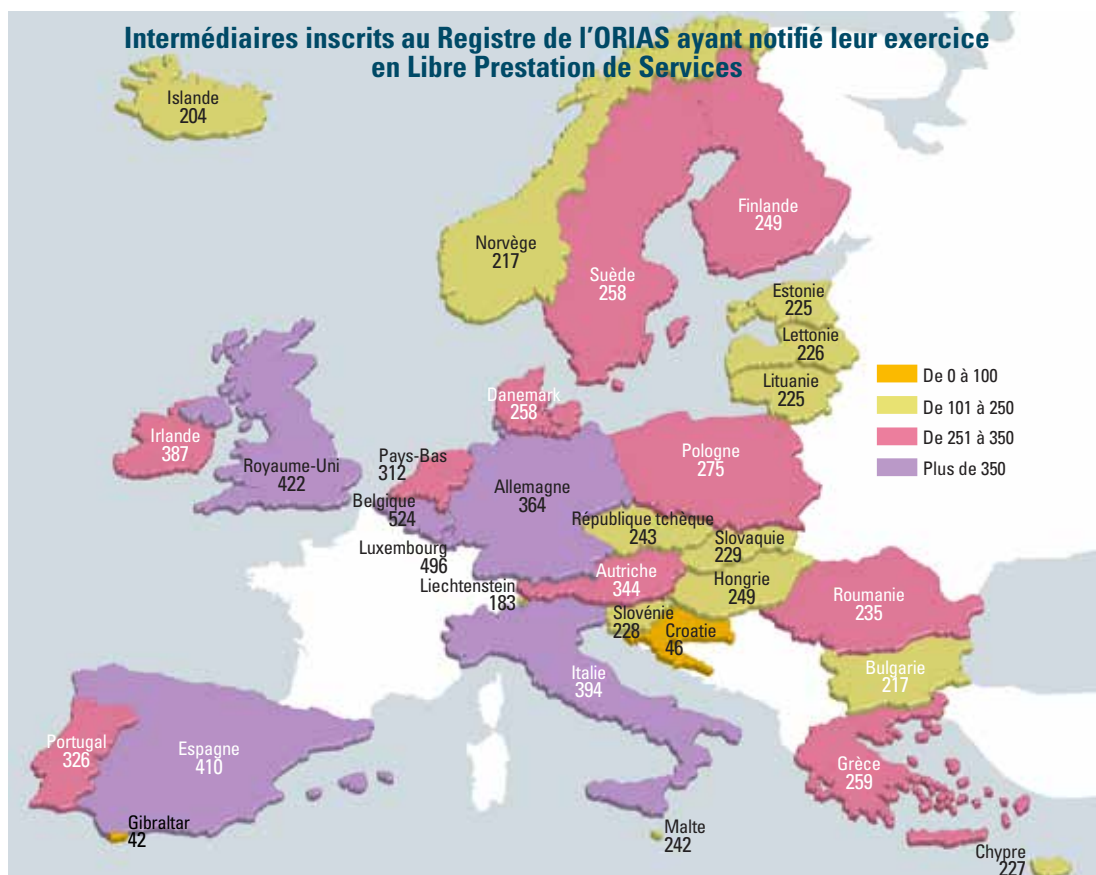 Intermédiaires inscrits au Registre de l'ORIAS ayant notifié leur exercice
en Libre Prestation de Services
Islande
204
Norvège
217
Suède
258
Finlande
249
Estonie
225
Lettonie
226
Lituanie
225
De 0 à 100
De 101 à 250
De 251 à 350
Plus de 350
Danemark
258
Irlande
387
Royaume-Uni
422
Pays-Bas
312
Belgique
524
Luxembourg
496
Liechtenstein
183
Allemagne
364
Pologne
275
République tchèque
243
Slovaquie
229
Autriche
344
Hongrie
249
Slovénie
228
Croatie
46
Roumanie
235
Bulgarie
217
Italie
394
Portugal
326
Espagne
410
Gibraltar
42
Grèce
259
Malte
242
Chypre
227